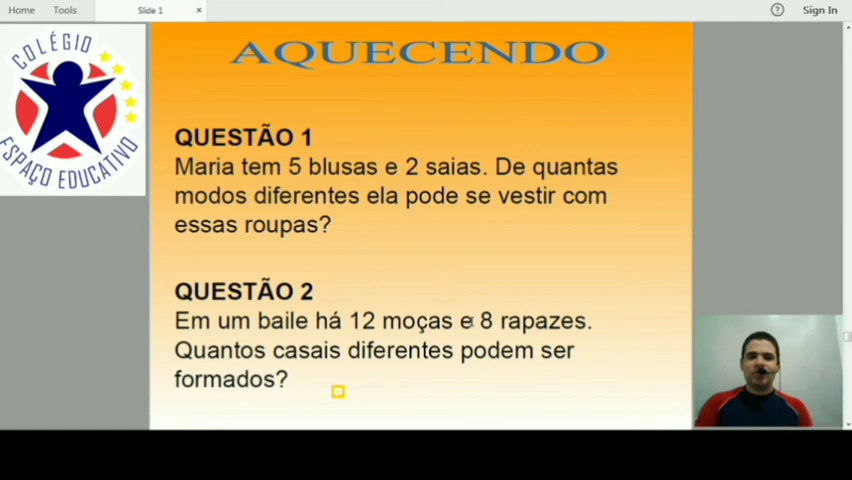 Home Tools Slide 1 × ? Sign In
COLÉGIO
ESPAÇO EDUCATIVO
AQUECENDO
QUESTÃO 1
Maria tem 5 blusas e 2 saias. De quantas
modos diferentes ela pode se vestir com
essas roupas?
QUESTÃO 2
Em um baile há 12 moças e 8 rapazes.
Quantos casais diferentes podem ser
formados?